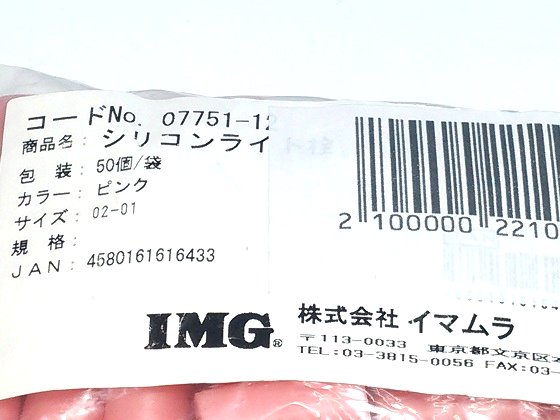 コードNo. 07751-12
商品名: シリコンライ
包 装: 50個/袋
カラー: ピンク
サイズ: 02-01
規 格:
JAN: 4580161616433
2 100000 2210
IMG®
株式会社 イマムラ
〒113-0033 東京都文京区
TEL:03-3815-0056 FAX:03-